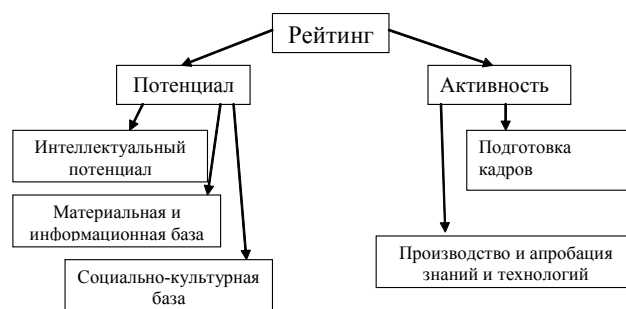 Рейтинг
Потенциал
Активность
Интеллектуальный
потенциал
Подготовка
кадров
Материальная и
информационная база
Производство и апробация
знаний и технологий
Социально-культурная
база